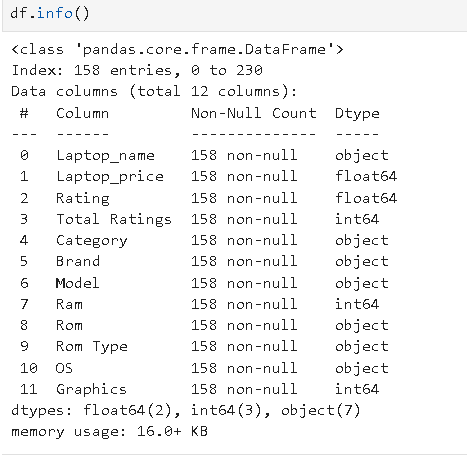 df.info()
<class 'pandas.core.frame.DataFrame'>
Index: 158 entries, 0 to 230
Data columns (total 12 columns):
 #   Column         Non-Null Count  Dtype
---  ------         --------------  -----
 0   Laptop_name    158 non-null    object
 1   Laptop_price   158 non-null    float64
 2   Rating         158 non-null    float64
 3   Total Ratings  158 non-null    int64
 4   Category       158 non-null    object
 5   Brand          158 non-null    object
 6   Model          158 non-null    object
 7   Ram            158 non-null    int64
 8   Rom            158 non-null    object
 9   Rom Type       158 non-null    object
 10  OS             158 non-null    object
 11  Graphics       158 non-null    int64
dtypes: float64(2), int64(3), object(7)
memory usage: 16.0+ KB